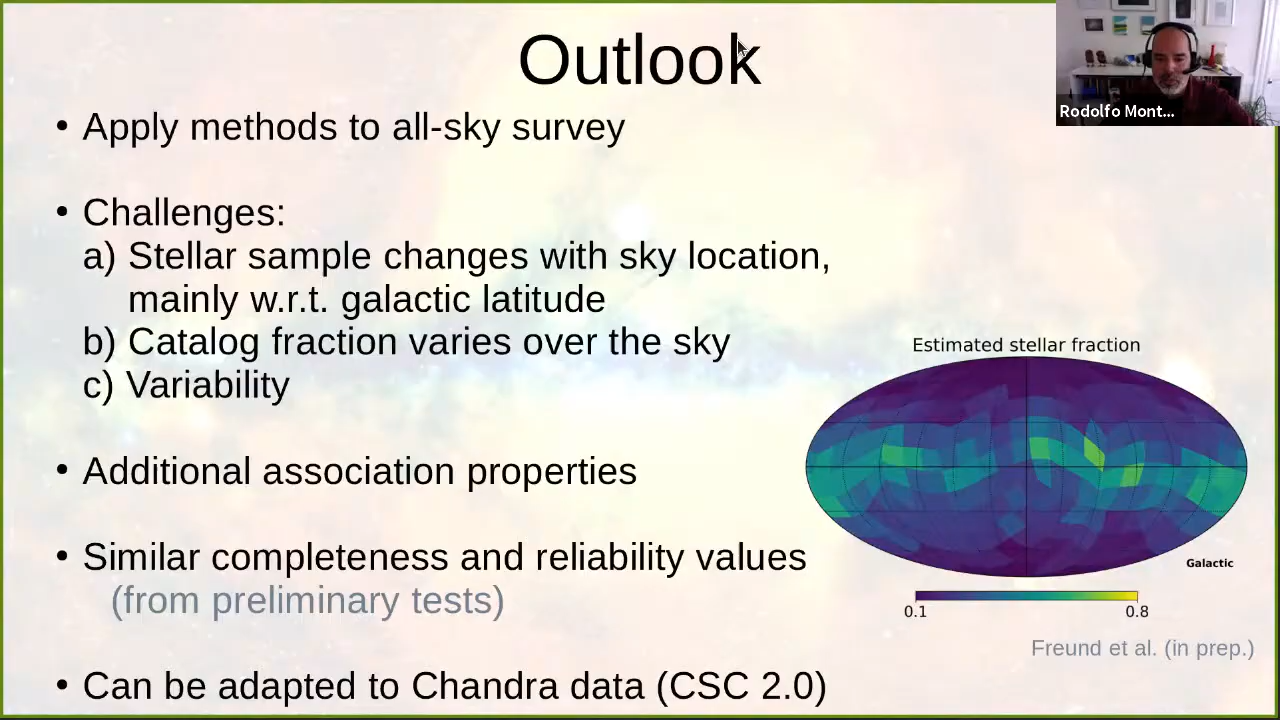 Outlook
Rodolfo Mont...
• Apply methods to all-sky survey
• Challenges:
a) Stellar sample changes with sky location,
mainly w.r.t. galactic latitude
b) Catalog fraction varies over the sky
c) Variability
• Additional association properties
• Similar completeness and reliability values
(from preliminary tests)
• Can be adapted to Chandra data (CSC 2.0)
Estimated stellar fraction
Galactic
0.1 0.8
Freund et al. (in prep.)